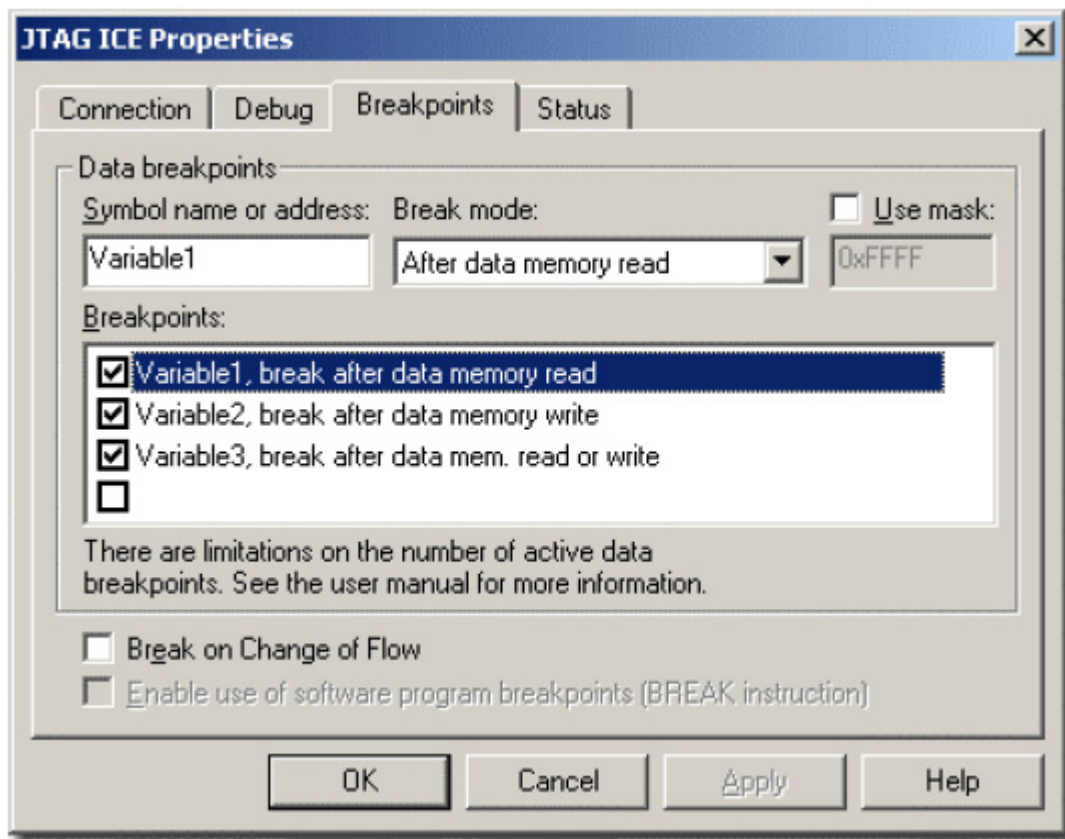 JTAG ICE Properties
Connection Debug Breakpoints Status
Data breakpoints
Symbol name or address: Break mode: Use mask:
Variable1 After data memory read 0xFFFF
Breakpoints:
Variable1, break after data memory read
Variable2, break after data memory write
Variable3, break after data mem. read or write
There are limitations on the number of active data
breakpoints. See the user manual for more information.
Break on Change of Flow
Enable use of software program breakpoints (BREAK instruction)
OK Cancel Apply Help